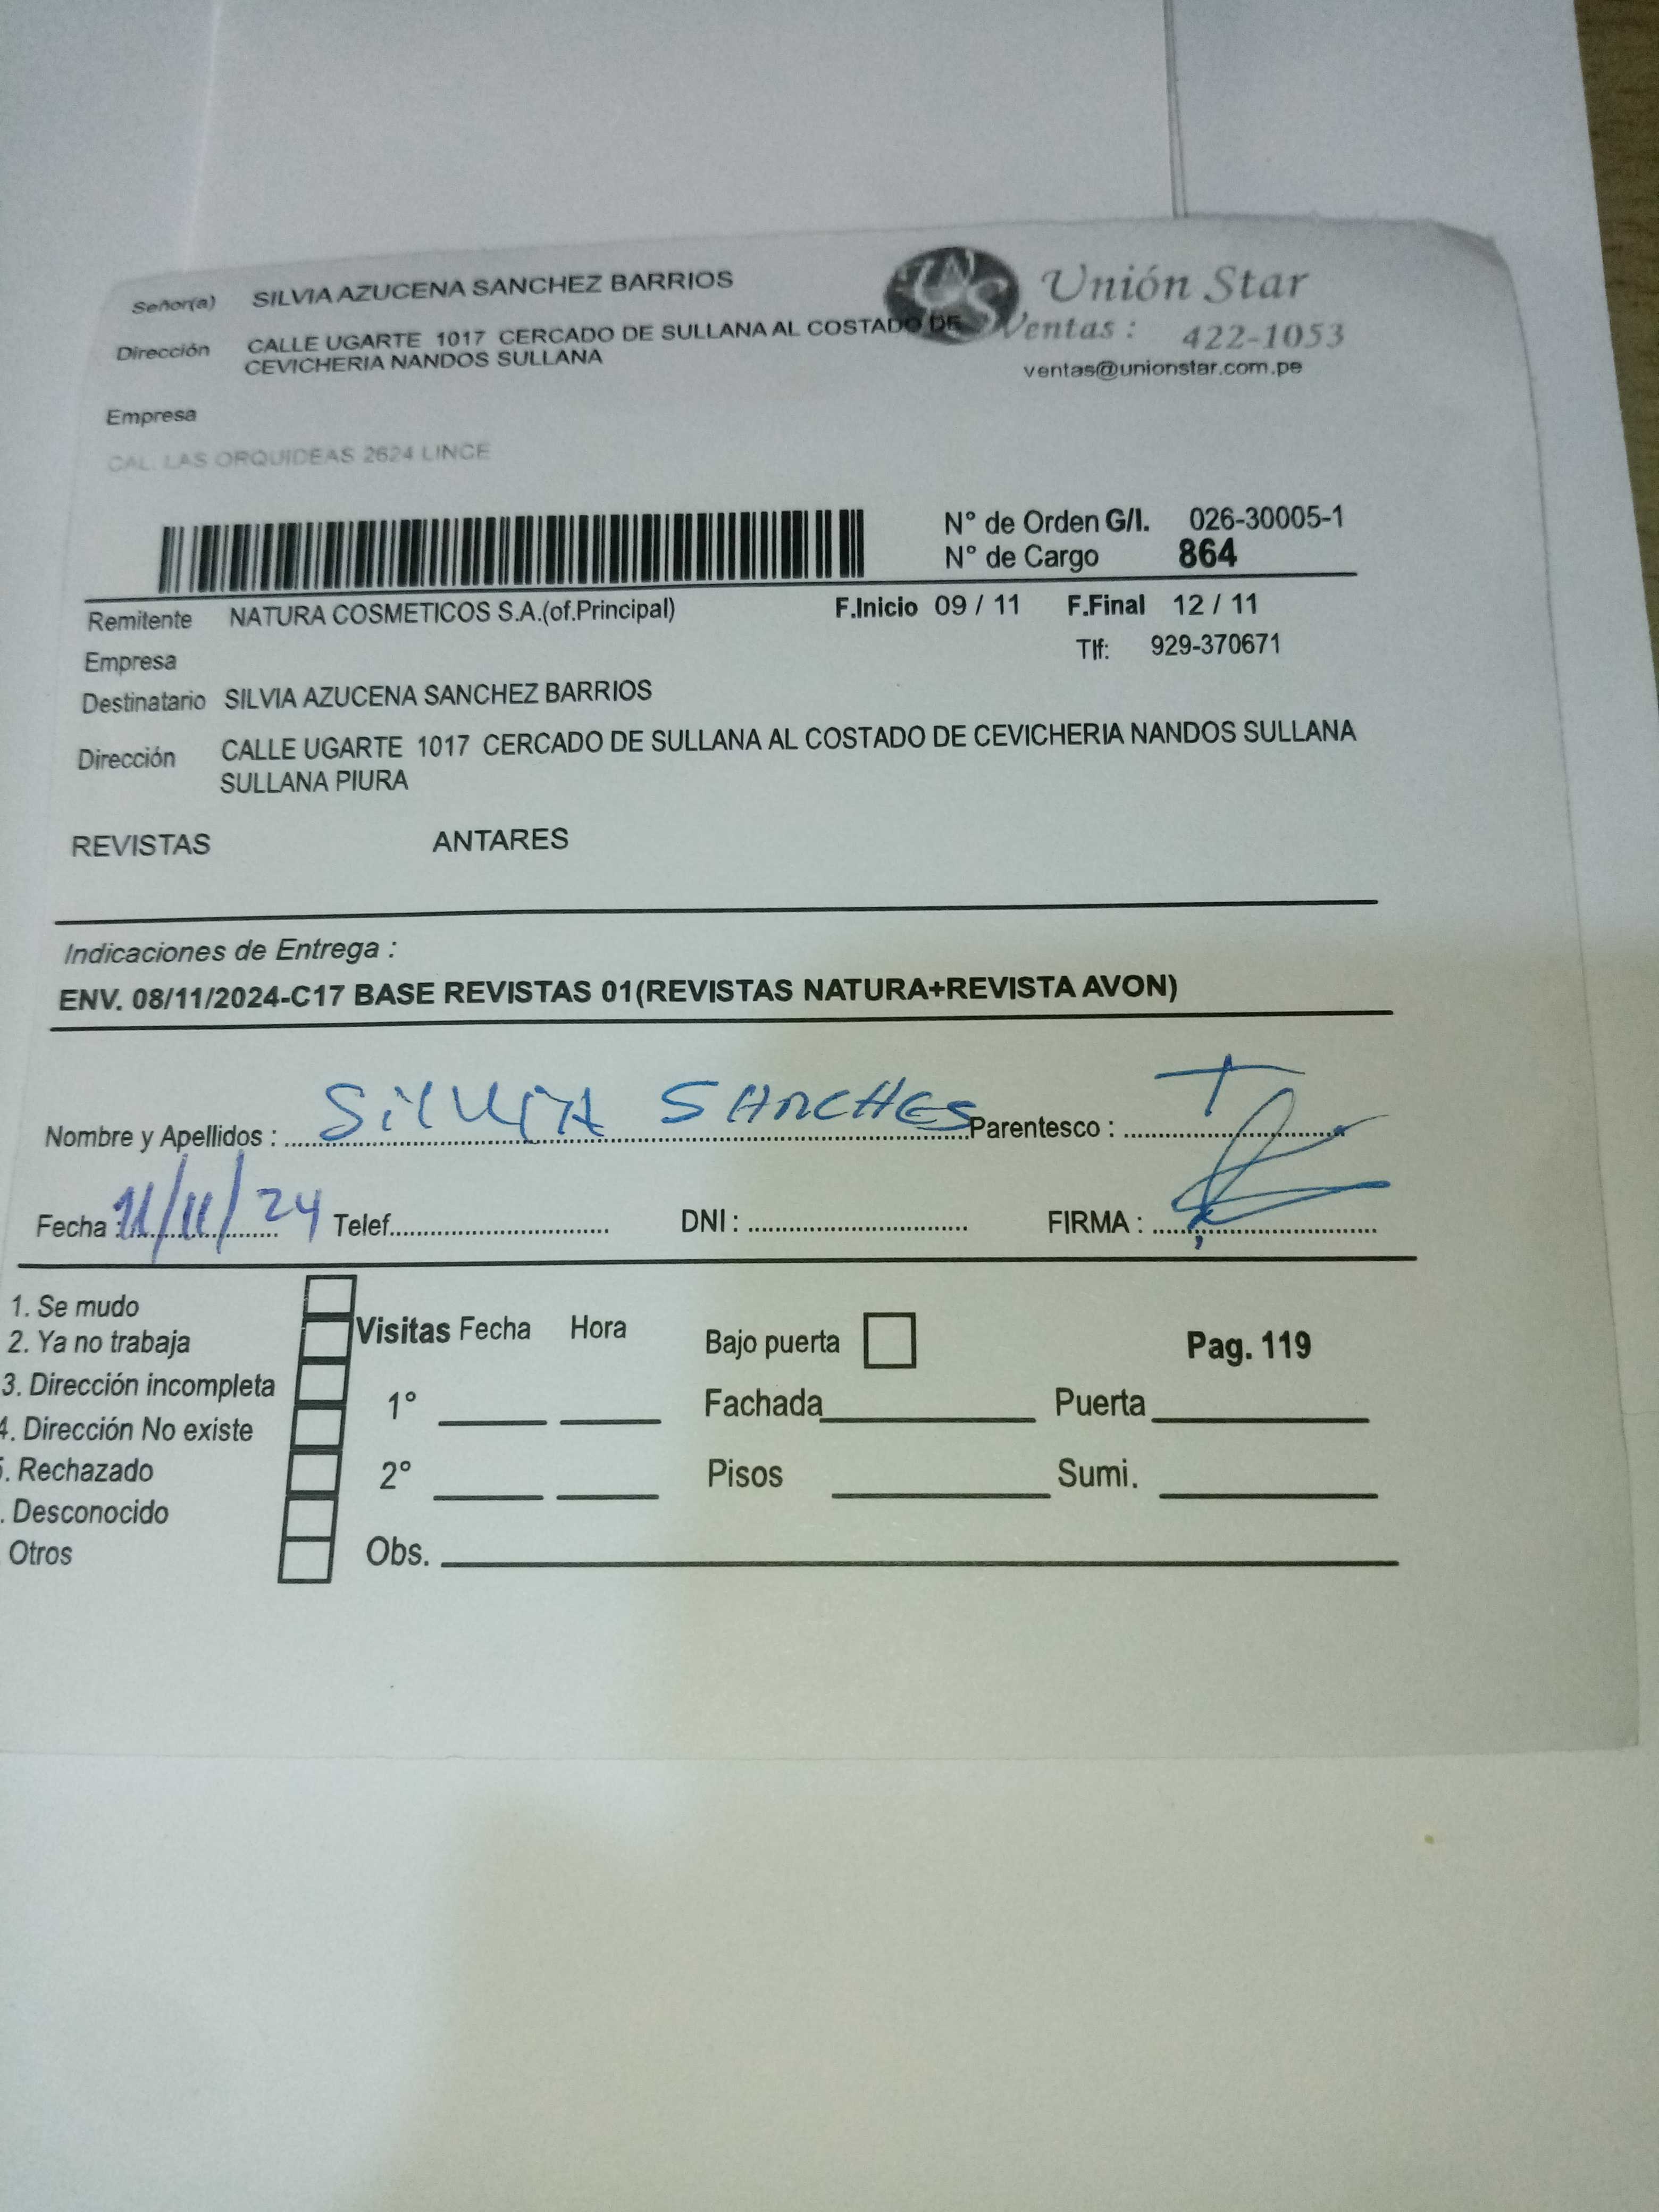 Señor(a) SILVIA AZUCENA SANCHEZ BARRIOS
Unión Star
Dirección CALLE UGARTE 1017 CERCADO DE SULLANA AL COSTADO DE
CEVICHERIA NANDOS SULLANA
Ventas : 422-1053
ventas@unionstar.com.pe
Empresa
CAL. LAS ORQUIDEAS 2624 LINCE
N° de Orden G/I. 026-30005-1
N° de Cargo 864
Remitente NATURA COSMETICOS S.A.(of.Principal) F.Inicio 09 / 11 F.Final 12 / 11
Empresa Tlf: 929-370671
Destinatario SILVIA AZUCENA SANCHEZ BARRIOS
Dirección CALLE UGARTE 1017 CERCADO DE SULLANA AL COSTADO DE CEVICHERIA NANDOS SULLANA
SULLANA PIURA
REVISTAS ANTARES
Indicaciones de Entrega :
ENV. 08/11/2024-C17 BASE REVISTAS 01(REVISTAS NATURA+REVISTA AVON)
Nombre y Apellidos : SILVIA SANCHES Parentesco : T
Fecha : 11/11/24 Telef. DNI : FIRMA :
1. Se mudo
2. Ya no trabaja
3. Dirección incompleta
4. Dirección No existe
. Rechazado
. Desconocido
Otros
Visitas Fecha Hora
1°
2°
Obs.
Bajo puerta
Pag. 119
Fachada Puerta
Pisos Sumi.